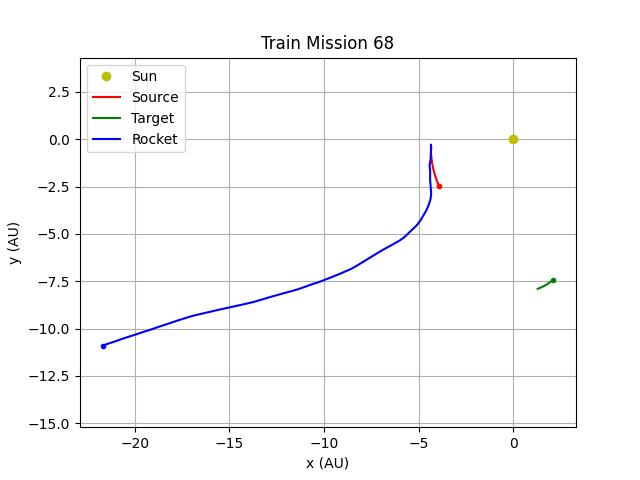 Train Mission 68
Sun
Source
Target
Rocket
2.5
0.0
−2.5
−5.0
−7.5
−10.0
−12.5
−15.0
y (AU)
−20
−15
−10
−5
0
x (AU)